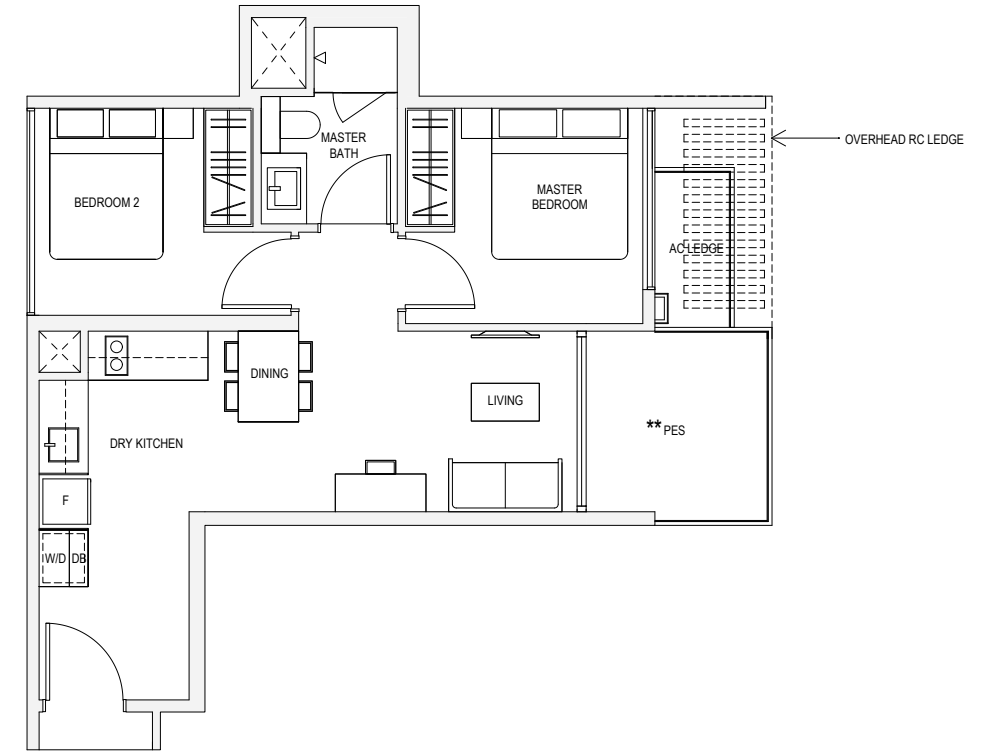 MASTER
BATH
OVERHEAD RC LEDGE
BEDROOM 2
MASTER
BEDROOM
AC LEDGE
DINING
LIVING
DRY KITCHEN
**PES
F
W/D DB